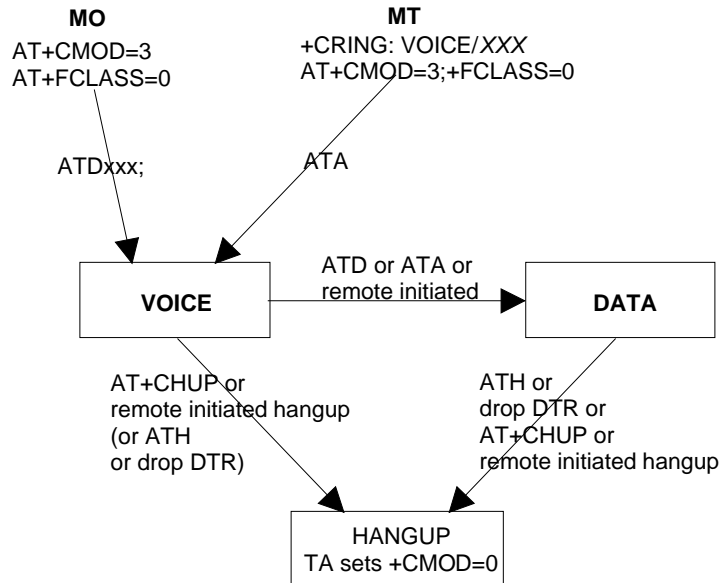 MO
AT+CMOD=3
AT+FCLASS=0
MT
+CRING: VOICE/XXX
AT+CMOD=3;+FCLASS=0
ATDxxx;
ATA
VOICE
ATD or ATA or
remote initiated
DATA
AT+CHUP or
remote initiated hangup
(or ATH
or drop DTR)
ATH or
drop DTR or
AT+CHUP or
remote initiated hangup
HANGUP
TA sets +CMOD=0